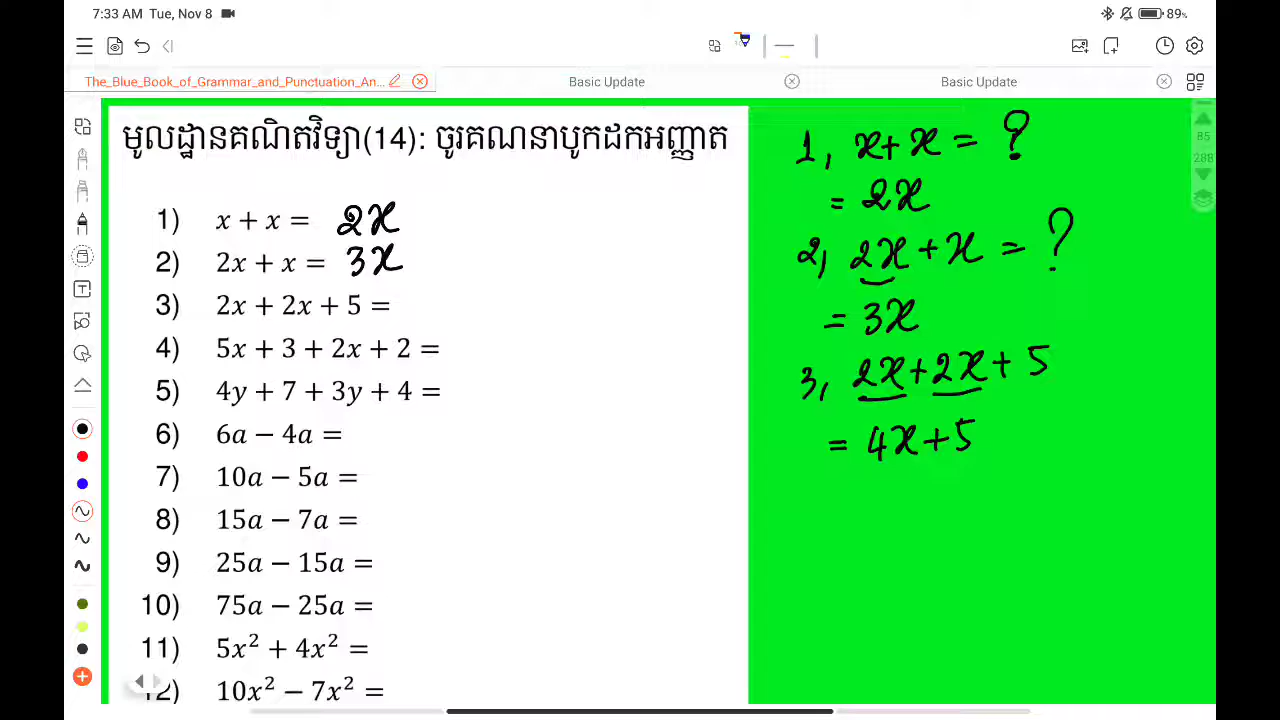 7:33 AM Tue, Nov 8
89%
The_Blue_Book_of_Grammar_and_Punctuation_An...
Basic Update
Basic Update
85
288
មូលដ្ឋានគណិតវិទ្យា(14): ចូរគណនាបូកដកអញ្ញាត
1) x + x = 2x
2) 2x + x = 3x
3) 2x + 2x + 5 =
4) 5x + 3 + 2x + 2 =
5) 4y + 7 + 3y + 4 =
6) 6a − 4a =
7) 10a − 5a =
8) 15a − 7a =
9) 25a − 15a =
10) 75a − 25a =
11) 5x² + 4x² =
12) 10x² − 7x² =
1, x+x = ?
= 2x
2, 2x+x = ?
= 3x
3, 2x+2x+5
= 4x+5